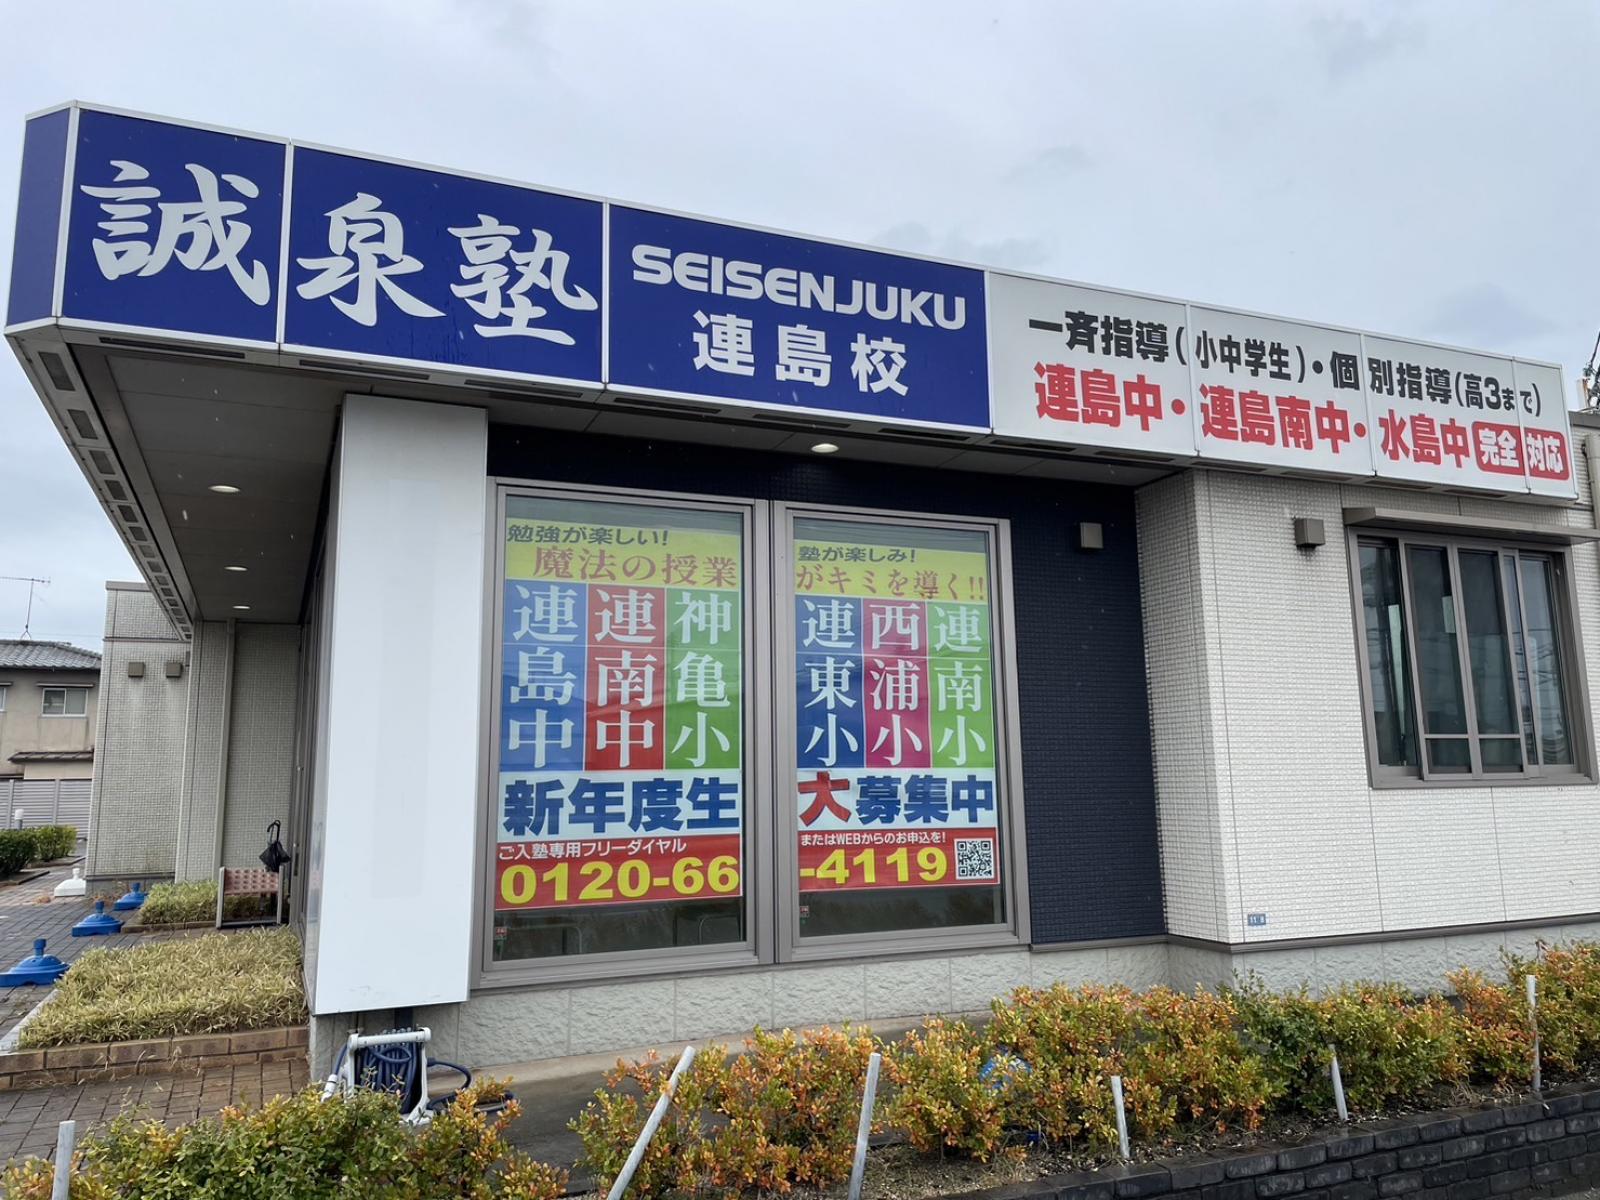 誠泉塾
SEISENJUKU
連島校
一斉指導(小中学生)・個別指導(高3まで)
連島中・連島南中・水島中 完全対応
勉強が楽しい! 塾が楽しみ!
魔法の授業がキミを導く!!
連島中 連南中 神亀小 連東小 西浦小 連南小
新年度生大募集中
ご入塾専用フリーダイヤル またはWEBからのお申込を!
0120-66-4119